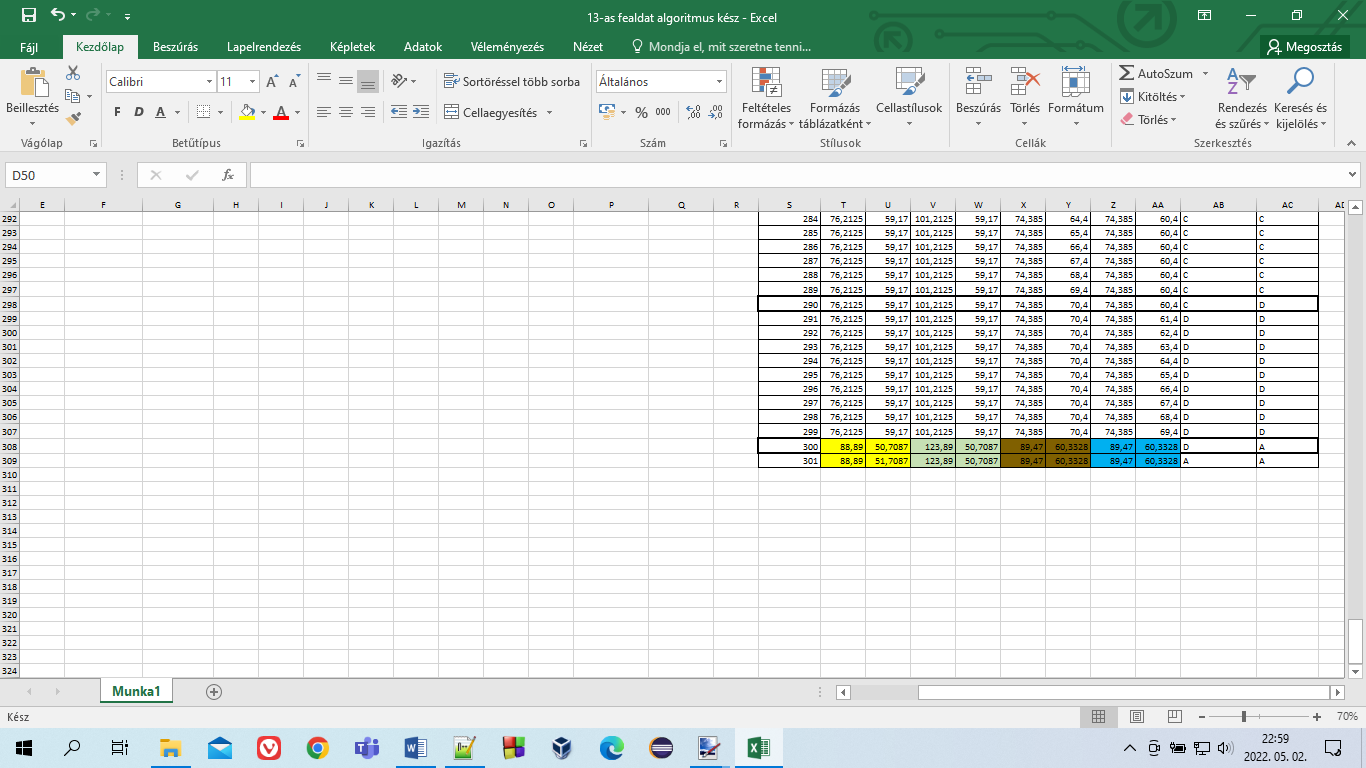 13-as fealdat algoritmus kész - Excel
Fájl Kezdőlap Beszúrás Lapelrendezés Képletek Adatok Véleményezés Nézet Mondja el, mit szeretne tenni... Megosztás
Beillesztés
Calibri 11
F D A
Sortöréssel több sorba
Cellaegyesítés
Általános
% 000
Feltételes formázás
Formázás táblázatként
Cellastílusok
Beszúrás Törlés Formátum
AutoSzum
Kitöltés
Törlés
Rendezés és szűrés
Keresés és kijelölés
Vágólap Betűtípus Igazítás Szám Stílusok Cellák Szerkesztés
D50 fx
E F G H I J K L M N O P Q R S T U V W X Y Z AA AB AC AD
292 284 76,2125 59,17 101,2125 59,17 74,385 64,4 74,385 60,4 C C
293 285 76,2125 59,17 101,2125 59,17 74,385 65,4 74,385 60,4 C C
294 286 76,2125 59,17 101,2125 59,17 74,385 66,4 74,385 60,4 C C
295 287 76,2125 59,17 101,2125 59,17 74,385 67,4 74,385 60,4 C C
296 288 76,2125 59,17 101,2125 59,17 74,385 68,4 74,385 60,4 C C
297 289 76,2125 59,17 101,2125 59,17 74,385 69,4 74,385 60,4 C C
298 290 76,2125 59,17 101,2125 59,17 74,385 70,4 74,385 60,4 C D
299 291 76,2125 59,17 101,2125 59,17 74,385 70,4 74,385 61,4 D D
300 292 76,2125 59,17 101,2125 59,17 74,385 70,4 74,385 62,4 D D
301 293 76,2125 59,17 101,2125 59,17 74,385 70,4 74,385 63,4 D D
302 294 76,2125 59,17 101,2125 59,17 74,385 70,4 74,385 64,4 D D
303 295 76,2125 59,17 101,2125 59,17 74,385 70,4 74,385 65,4 D D
304 296 76,2125 59,17 101,2125 59,17 74,385 70,4 74,385 66,4 D D
305 297 76,2125 59,17 101,2125 59,17 74,385 70,4 74,385 67,4 D D
306 298 76,2125 59,17 101,2125 59,17 74,385 70,4 74,385 68,4 D D
307 299 76,2125 59,17 101,2125 59,17 74,385 70,4 74,385 69,4 D D
308 300 88,89 50,7087 123,89 50,7087 89,47 60,3328 89,47 60,3328 D A
309 301 88,89 51,7087 123,89 50,7087 89,47 60,3328 89,47 60,3328 A A
310
311
312
313
314
315
316
317
318
319
320
321
322
323
324
Munka1
Kész 70%
22:59
2022. 05. 02.